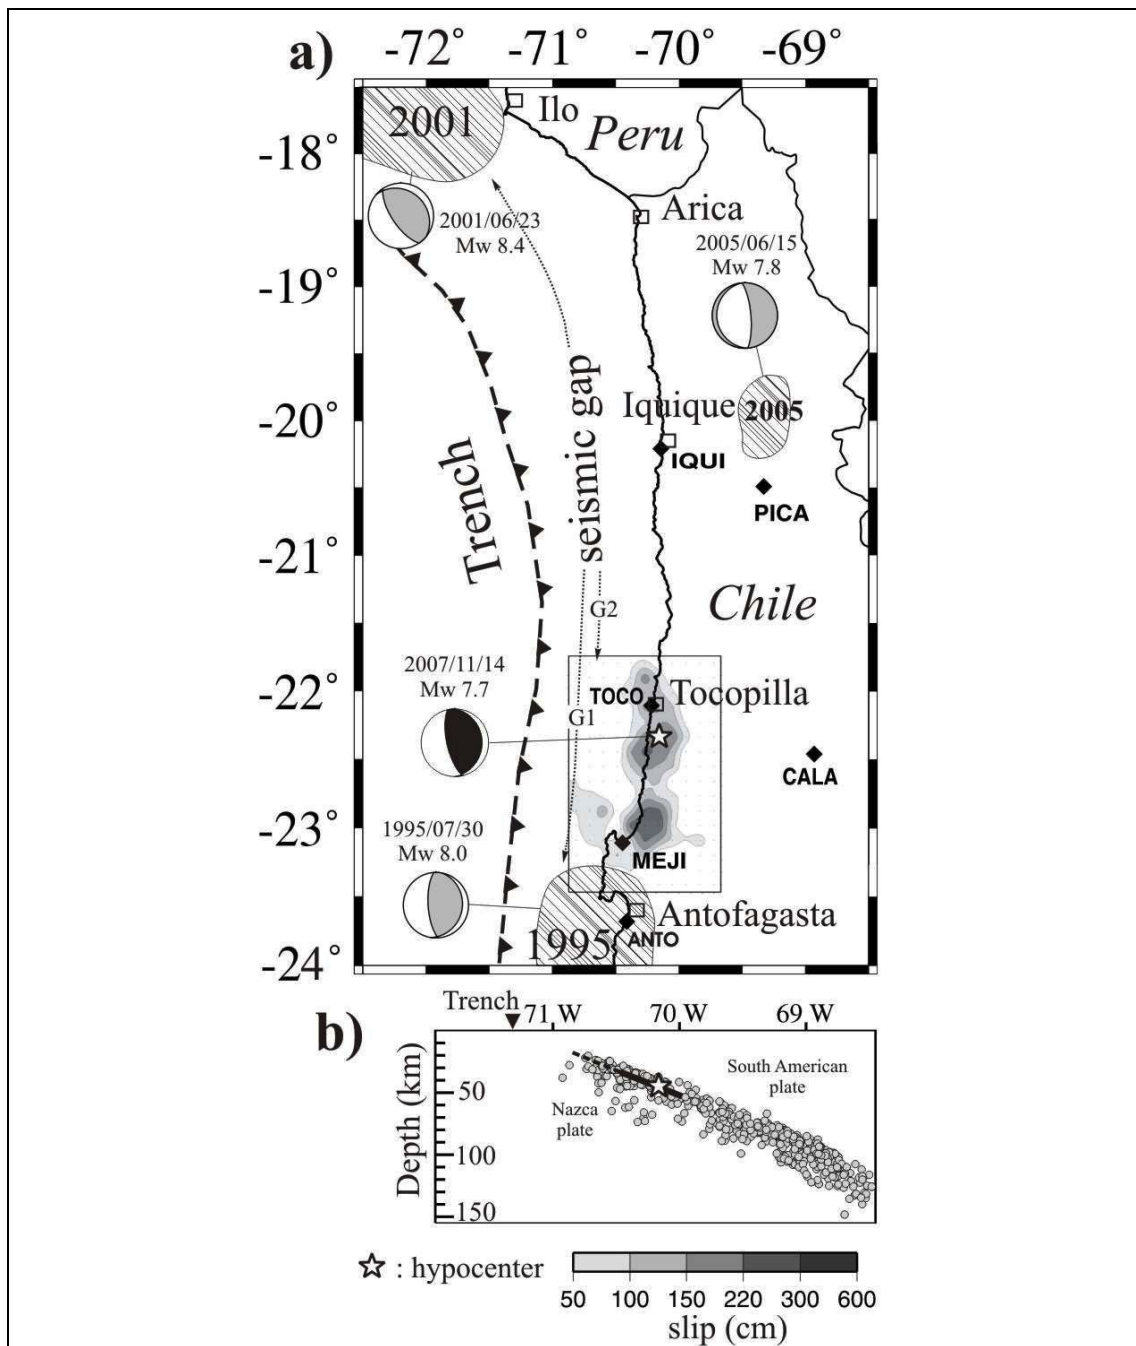 a)
-72° -71° -70° -69°
2001
Ilo
Peru
-18°
2001/06/23
Mw 8.4
Arica
2005/06/15
Mw 7.8
-19°
seismic gap
Iquique
2005
-20°
IQUI
PICA
Trench
-21°
Chile
G2
2007/11/14
Mw 7.7
-22°
TOCO
Tocopilla
G1
CALA
-23°
1995/07/30
Mw 8.0
MEJI
Antofagasta
1995
ANTO
-24°
b)
Trench
71 W
70 W
69 W
Depth (km)
50
100
150
South American
plate
Nazca
plate
: hypocenter
50 100 150 220 300 600
slip (cm)